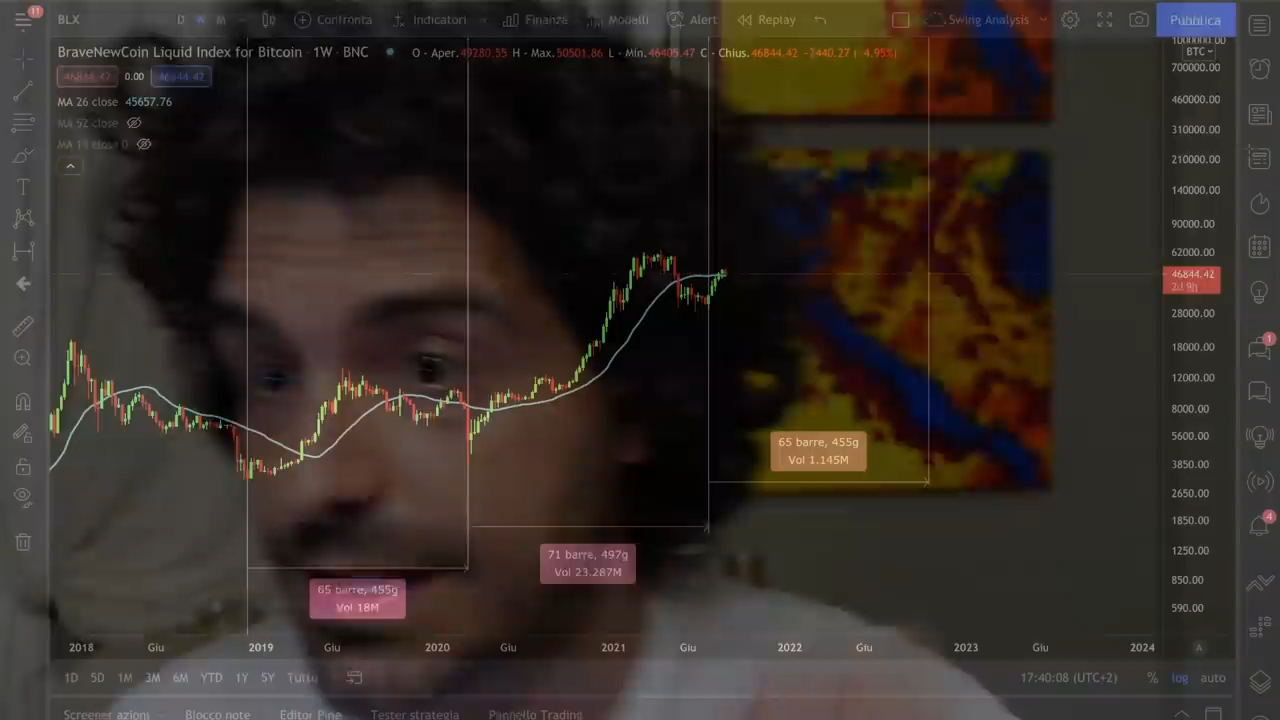 11
BLX
D W M
Confronta
Indicatori
Finanza
Modelli
Alert
Replay
Swing Analysis
Pubblica
BraveNewCoin Liquid Index for Bitcoin · 1W · BNC
O - Aper.49280.55 H - Max.50501.86 L - Min.46405.47 C - Chius.46844.42 −2440.27 (−4.95%)
46844.42 0.00 46844.42
MA 26 close 45657.76
MA 52 close
BTC
700000.00
460000.00
310000.00
210000.00
140000.00
90000.00
62000.00
46844.42
28000.00
18000.00
12000.00
8000.00
5600.00
3850.00
2650.00
1850.00
1250.00
850.00
590.00
1
4
65 barre, 455g
Vol 1.145M
71 barre, 497g
Vol 23.287M
65 barre, 455g
Vol 18M
2018 Giu 2019 Giu 2020 Giu 2021 Giu 2022 Giu 2023 Giu 2024
A
1D 5D 1M 3M 6M YTD 1Y 5Y Tutto
17:40:08 (UTC+2) % log auto
Screener azioni Blocco note Editor Pine Tester strategia Pannello Trading